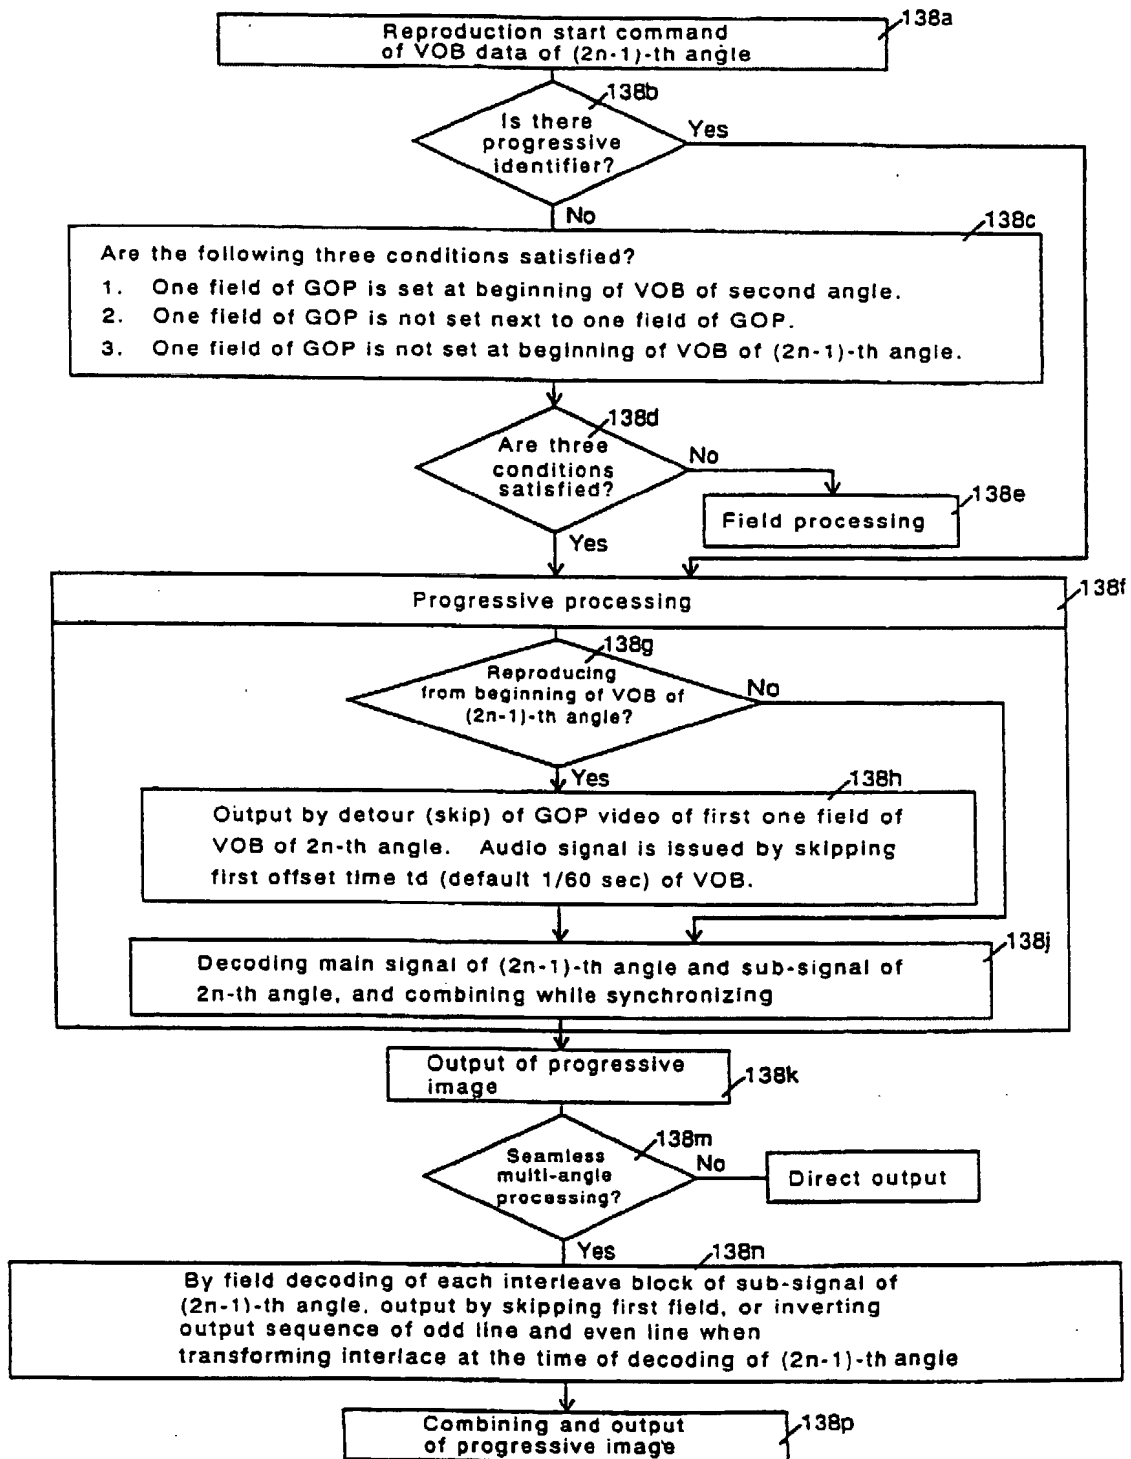 138a
Reproduction start command
of VOB data of (2n-1)-th angle
138b
Is there
progressive
identifier?
Yes
No
138c
Are the following three conditions satisfied?
1. One field of GOP is set at beginning of VOB of second angle.
2. One field of GOP is not set next to one field of GOP.
3. One field of GOP is not set at beginning of VOB of (2n-1)-th angle.
138d
Are three
conditions
satisfied?
No
138e
Field processing
Yes
138f
Progressive processing
138g
Reproducing
from beginning of VOB of
(2n-1)-th angle?
No
Yes
138h
Output by detour (skip) of GOP video of first one field of
VOB of 2n-th angle. Audio signal is issued by skipping
first offset time td (default 1/60 sec) of VOB.
138j
Decoding main signal of (2n-1)-th angle and sub-signal of
2n-th angle, and combining while synchronizing
Output of progressive
image
138k
138m
Seamless
multi-angle
processing?
No
Direct output
Yes
138n
By field decoding of each interleave block of sub-signal of
(2n-1)-th angle, output by skipping first field, or inverting
output sequence of odd line and even line when
transforming interlace at the time of decoding of (2n-1)-th angle
Combining and output
of progressive image
138p